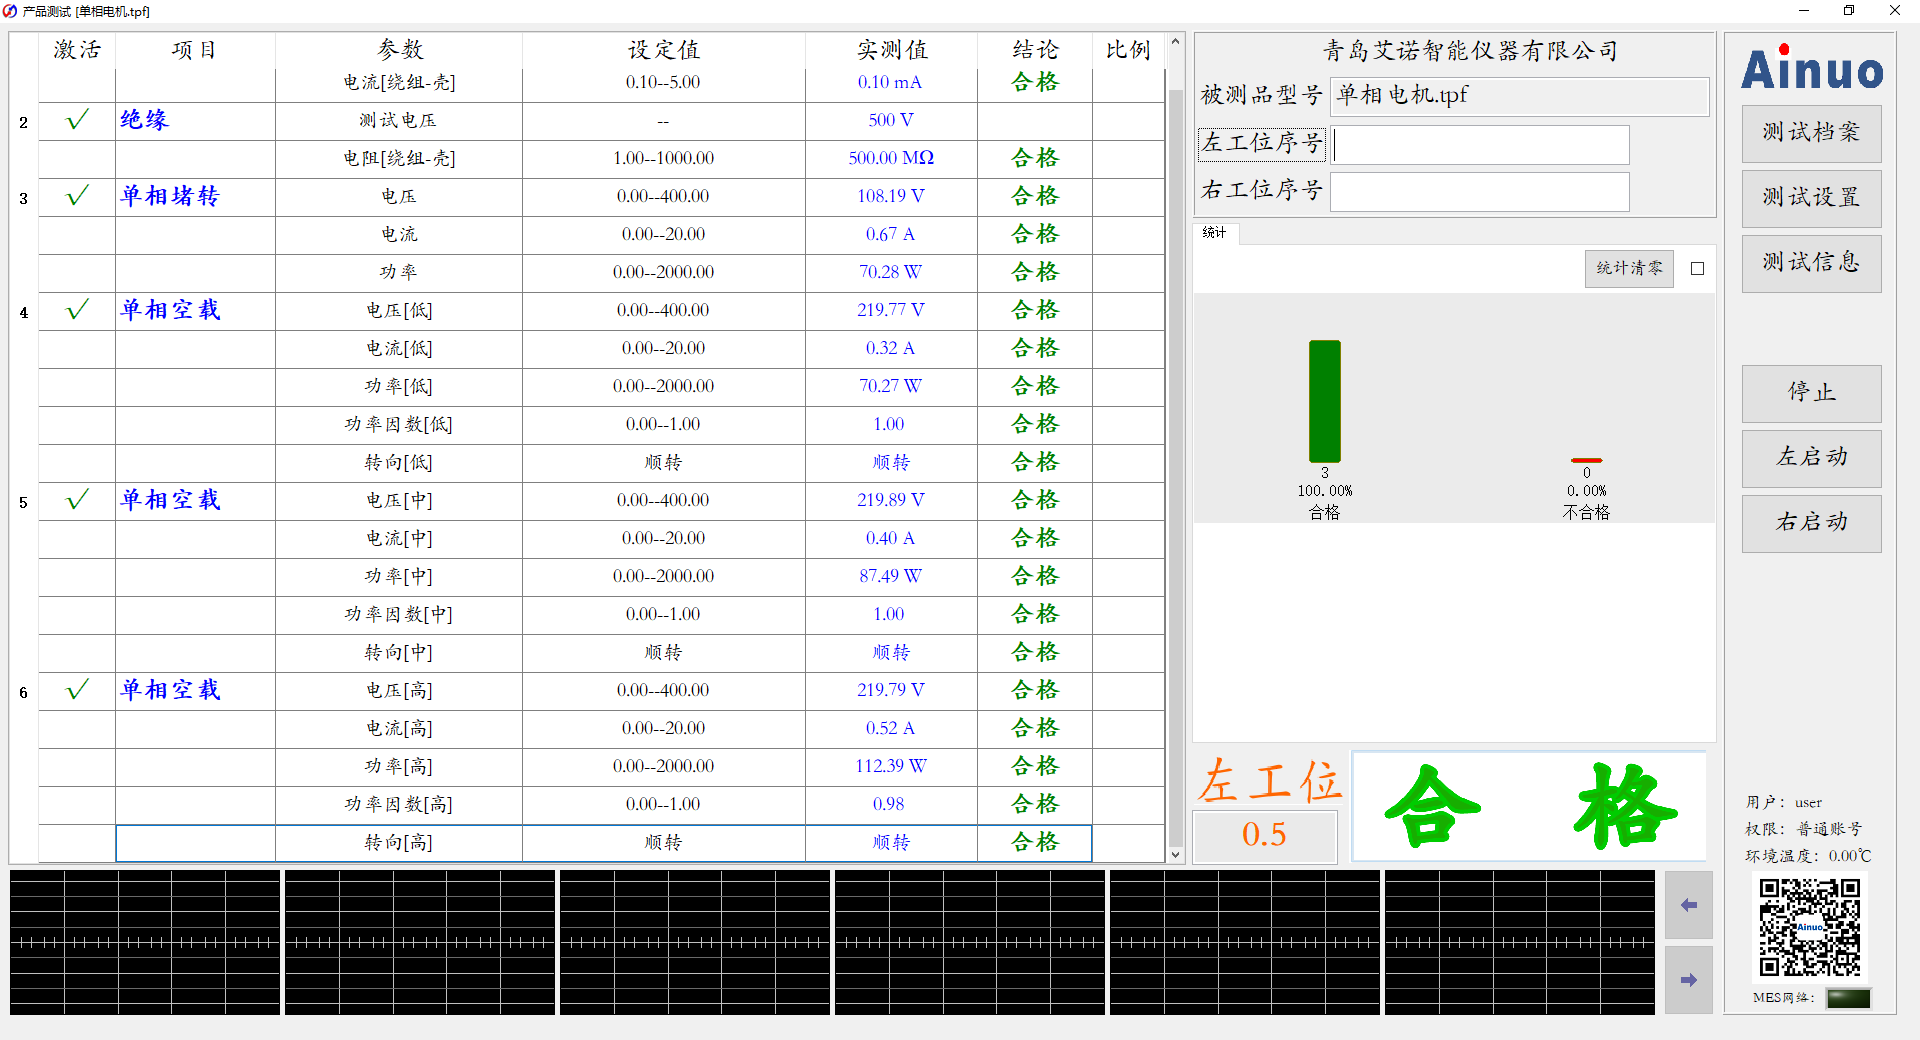 产品测试 [单相电机.tpf]
激活 项目 参数 设定值 实测值 结论 比例
电流[绕组-壳] 0.10--5.00 0.10 mA 合格
2 √ 绝缘 测试电压 -- 500 V
电阻[绕组-壳] 1.00--1000.00 500.00 MΩ 合格
3 √ 单相堵转 电压 0.00--400.00 108.19 V 合格
电流 0.00--20.00 0.67 A 合格
功率 0.00--2000.00 70.28 W 合格
4 √ 单相空载 电压[低] 0.00--400.00 219.77 V 合格
电流[低] 0.00--20.00 0.32 A 合格
功率[低] 0.00--2000.00 70.27 W 合格
功率因数[低] 0.00--1.00 1.00 合格
转向[低] 顺转 顺转 合格
5 √ 单相空载 电压[中] 0.00--400.00 219.89 V 合格
电流[中] 0.00--20.00 0.40 A 合格
功率[中] 0.00--2000.00 87.49 W 合格
功率因数[中] 0.00--1.00 1.00 合格
转向[中] 顺转 顺转 合格
6 √ 单相空载 电压[高] 0.00--400.00 219.79 V 合格
电流[高] 0.00--20.00 0.52 A 合格
功率[高] 0.00--2000.00 112.39 W 合格
功率因数[高] 0.00--1.00 0.98 合格
转向[高] 顺转 顺转 合格
青岛艾诺智能仪器有限公司
被测品型号 单相电机.tpf
左工位序号
右工位序号
统计
统计清零
3 0
100.00% 0.00%
合格 不合格
左工位
0.5
合 格
Ainuo
测试档案
测试设置
测试信息
停止
左启动
右启动
用户： user
权限： 普通账号
环境温度： 0.00℃
Ainuo
MES网络：